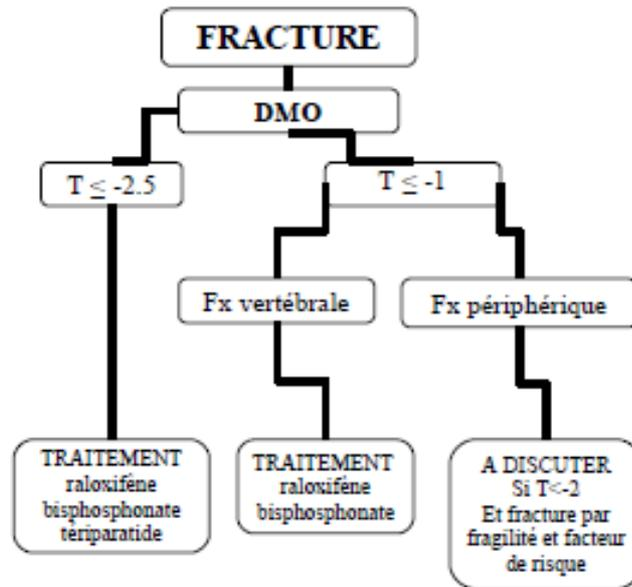 FRACTURE
DMO
T ≤ -2.5
T ≤ -1
Fx vertébrale
Fx périphérique
TRAITEMENT
raloxifène
bisphosphonate
tériparatide
TRAITEMENT
raloxifène
bisphosphonate
A DISCUTER
Si T<-2
Et fracture par
fragilité et facteur
de risque